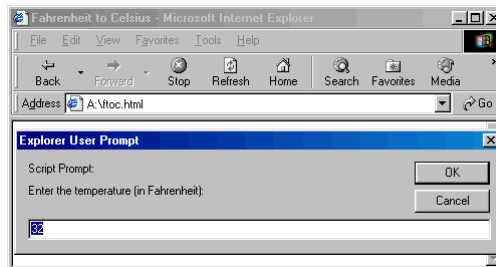 Fahrenheit to Celsius - Microsoft Internet Explorer
File Edit View Favorites Tools Help
Back Forward Stop Refresh Home Search Favorites Media »
Address A:\ftoc.html Go
Explorer User Prompt
Script Prompt:
OK
Enter the temperature (in Fahrenheit):
Cancel
32